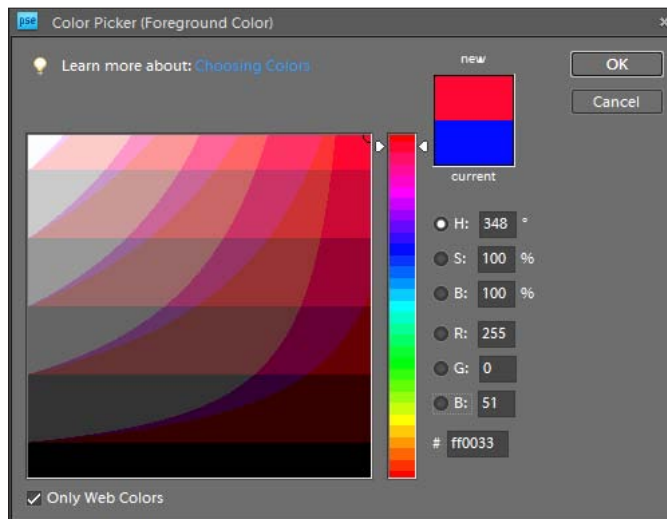 pse Color Picker (Foreground Color) x
Learn more about: Choosing Colors
new
current
OK
Cancel
H: 348 °
S: 100 %
B: 100 %
R: 255
G: 0
B: 51
# ff0033
Only Web Colors